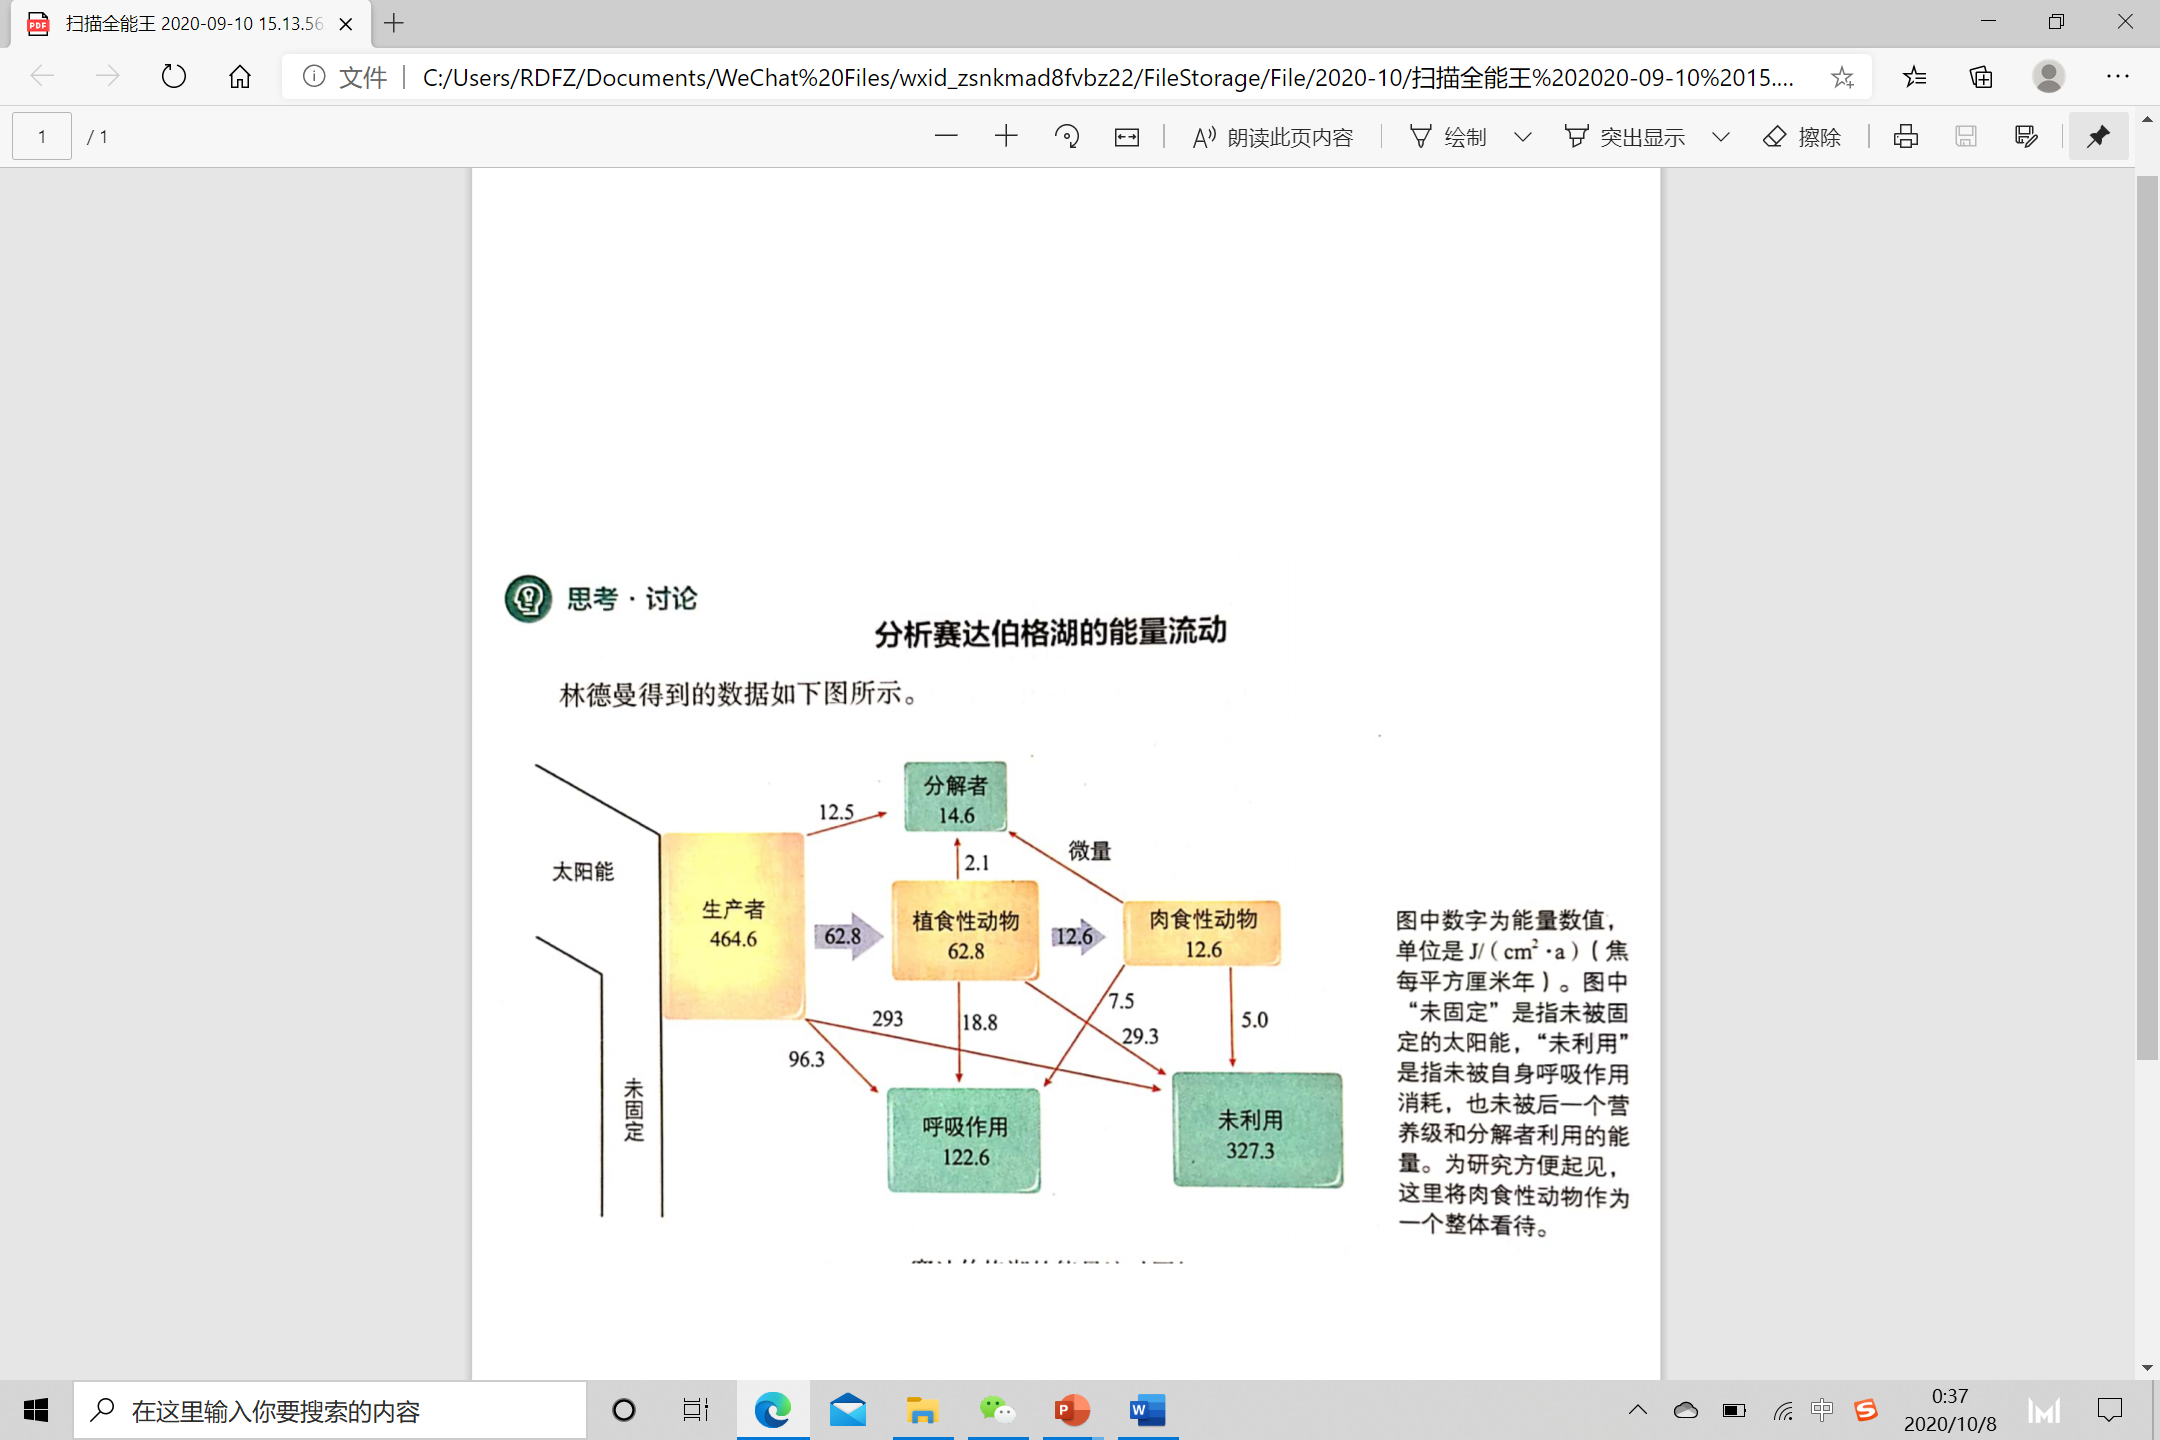 扫描全能王 2020-09-10 15.13.56
文件
C:/Users/RDFZ/Documents/WeChat%20Files/wxid_zsnkmad8fvbz22/FileStorage/File/2020-10/扫描全能王%202020-09-10%2015....
1 / 1
朗读此页内容
绘制
突出显示
擦除
思考·讨论
分析赛达伯格湖的能量流动
林德曼得到的数据如下图所示。
太阳能
未固定
生产者
464.6
12.5
分解者
14.6
2.1
微量
62.8
植食性动物
62.8
12.6
肉食性动物
12.6
293
18.8
7.5
29.3
5.0
96.3
呼吸作用
122.6
未利用
327.3
图中数字为能量数值，
单位是 J/（cm²·a）（焦
每平方厘米年）。图中
“未固定”是指未被固
定的太阳能，“未利用”
是指未被自身呼吸作用
消耗，也未被后一个营
养级和分解者利用的能
量。为研究方便起见，
这里将肉食性动物作为
一个整体看待。
在这里输入你要搜索的内容
中
0:37
2020/10/8